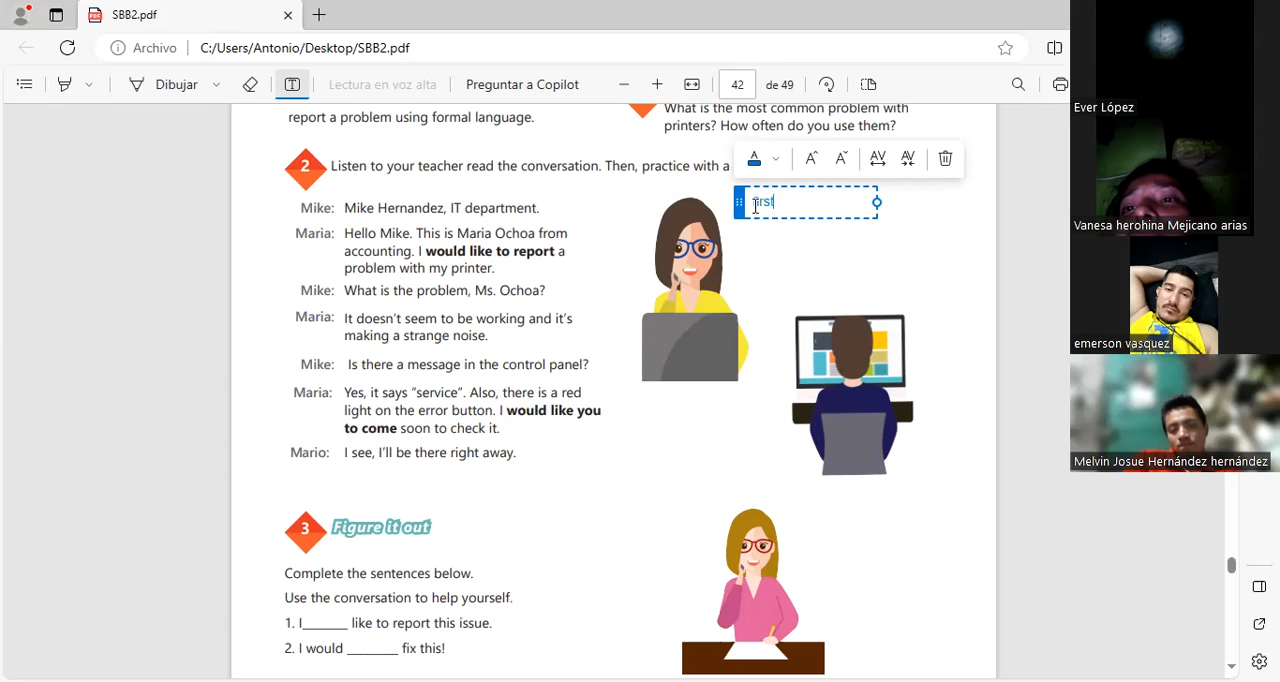 SBB2.pdf
Archivo
C:/Users/Antonio/Desktop/SBB2.pdf
Dibujar
Lectura en voz alta
Preguntar a Copilot
42
de 49
report a problem using formal language.
What is the most common problem with
printers? How often do you use them?
2
Listen to your teacher read the conversation. Then, practice with a
first
Mike: Mike Hernandez, IT department.
Maria: Hello Mike. This is Maria Ochoa from
accounting. I would like to report a
problem with my printer.
Mike: What is the problem, Ms. Ochoa?
Maria: It doesn't seem to be working and it's
making a strange noise.
Mike: Is there a message in the control panel?
Maria: Yes, it says “service”. Also, there is a red
light on the error button. I would like you
to come soon to check it.
Mario: I see, I'll be there right away.
3
Figure it out
Complete the sentences below.
Use the conversation to help yourself.
1. I_______ like to report this issue.
2. I would ________ fix this!
Ever López
Vanesa herohina Mejicano arias
emerson vasquez
Melvin Josue Hernández hernández